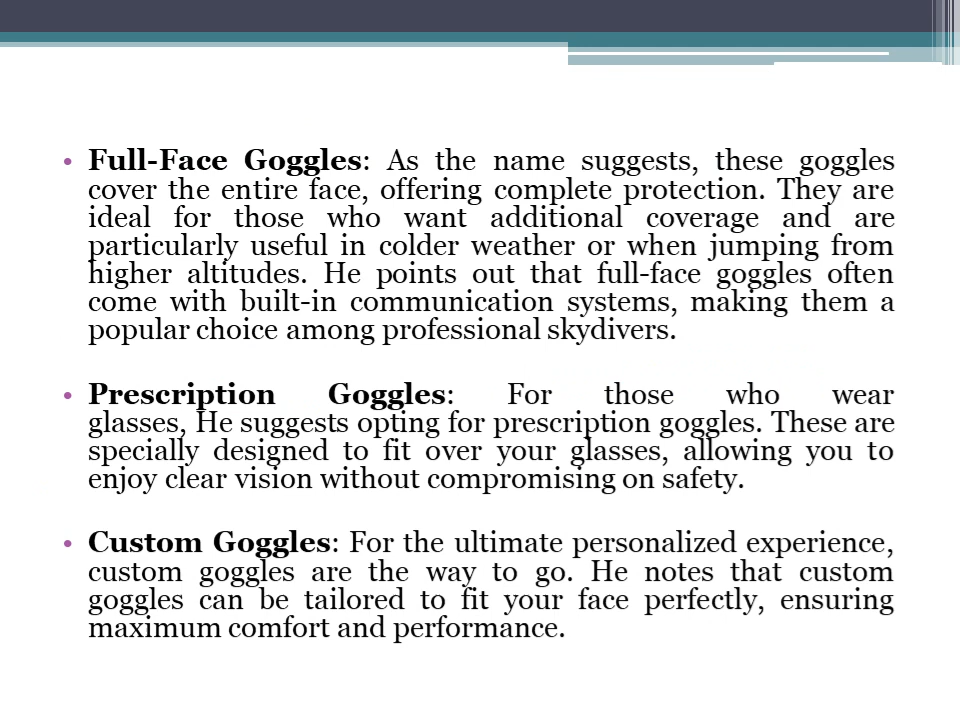 • Full-Face Goggles: As the name suggests, these goggles
cover the entire face, offering complete protection. They are
ideal for those who want additional coverage and are
particularly useful in colder weather or when jumping from
higher altitudes. He points out that full-face goggles often
come with built-in communication systems, making them a
popular choice among professional skydivers.
• Prescription Goggles: For those who wear
glasses, He suggests opting for prescription goggles. These are
specially designed to fit over your glasses, allowing you to
enjoy clear vision without compromising on safety.
• Custom Goggles: For the ultimate personalized experience,
custom goggles are the way to go. He notes that custom
goggles can be tailored to fit your face perfectly, ensuring
maximum comfort and performance.